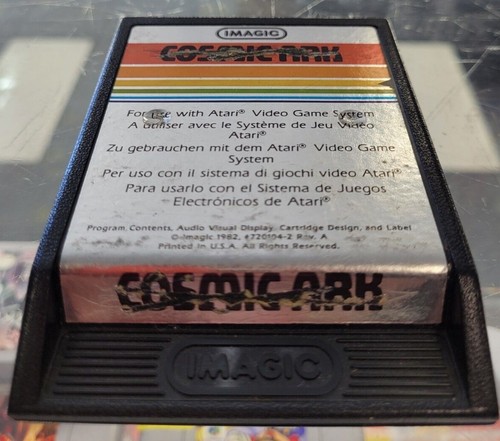 IMAGIC
COSMIC ARK
For use with Atari® Video Game System
A utiliser avec le Système de Jeu Vidéo
Atari®
Zu gebrauchen mit dem Atari® Video Game
System
Per uso con il sistema di giochi video Atari®
Para usarlo con el Sistema de Juegos
Electrónicos de Atari®
Program Contents, Audio Visual Display, Cartridge Design, and Label
© Imagic 1982, #720104-2 Rev. A
Printed in U.S.A. All Rights Reserved.
COSMIC ARK
IMAGIC